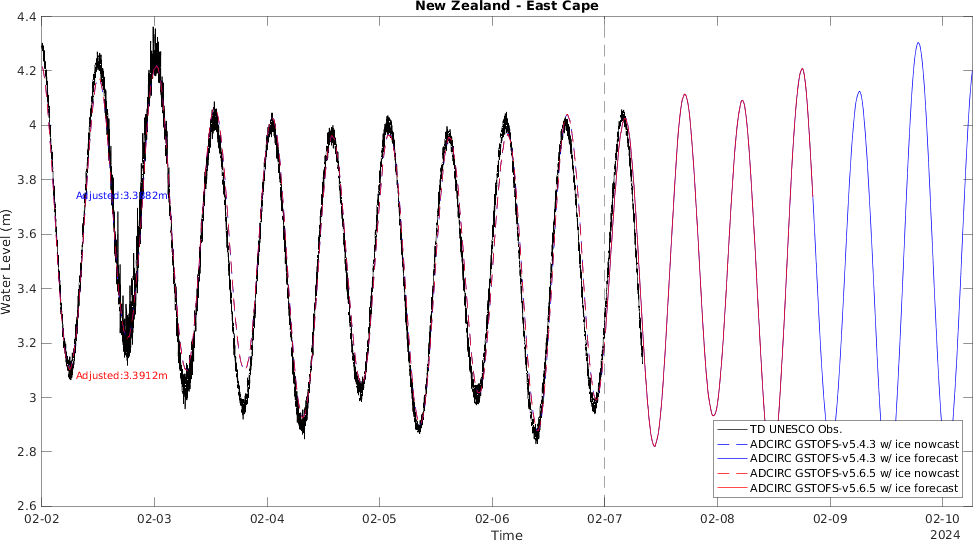 New Zealand - East Cape
4.4
4.2
4
3.8
3.6
3.4
3.2
3
2.8
2.6
Water Level (m)
Adjusted:3.3882m
Adjusted:3.3912m
TD UNESCO Obs.
ADCIRC GSTOFS-v5.4.3 w/ ice nowcast
ADCIRC GSTOFS-v5.4.3 w/ ice forecast
ADCIRC GSTOFS-v5.6.5 w/ ice nowcast
ADCIRC GSTOFS-v5.6.5 w/ ice forecast
02-02 02-03 02-04 02-05 02-06 02-07 02-08 02-09 02-10
Time 2024